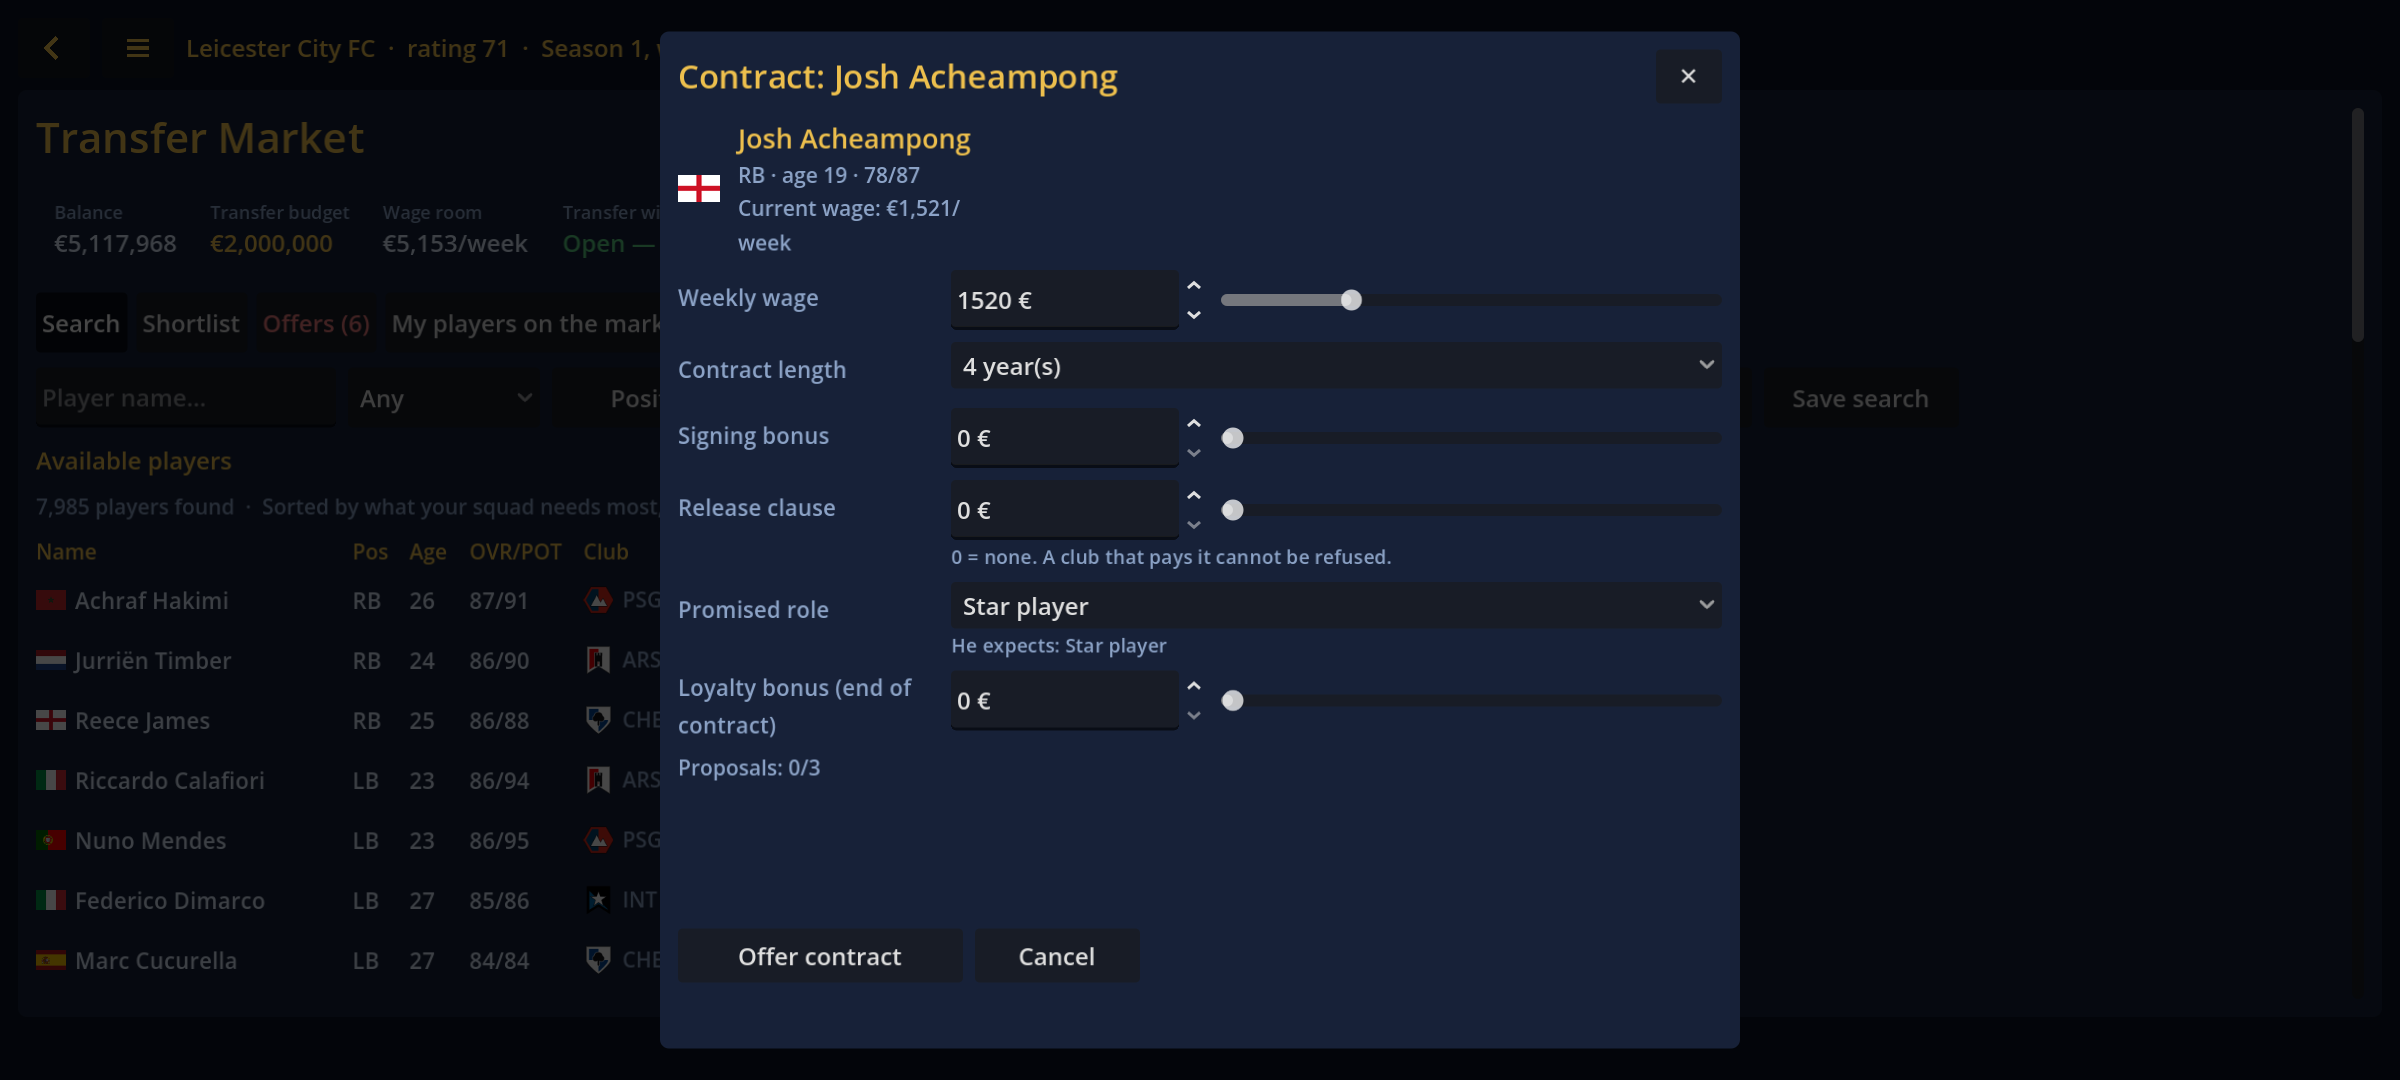 Leicester City FC · rating 71 · Season 1,
Transfer Market
Balance
€5,117,968
Transfer budget
€2,000,000
Wage room
€5,153/week
Transfer
Open —
Search
Shortlist
Offers (6)
My players on the
Player name...
Any
Save search
Available players
7,985 players found · Sorted by what your squad needs most,
Name Pos Age OVR/POT Club
Achraf Hakimi RB 26 87/91 PSG
Jurriën Timber RB 24 86/90 ARS
Reece James RB 25 86/88 CHE
Riccardo Calafiori LB 23 86/94 ARS
Nuno Mendes LB 23 86/95 PSG
Federico Dimarco LB 27 85/86 INT
Marc Cucurella LB 27 84/84 CHE
Contract: Josh Acheampong
Josh Acheampong
RB · age 19 · 78/87
Current wage: €1,521/
week
Weekly wage
1520 €
Contract length
4 year(s)
Signing bonus
0 €
Release clause
0 €
0 = none. A club that pays it cannot be refused.
Promised role
Star player
He expects: Star player
Loyalty bonus (end of
contract)
0 €
Proposals: 0/3
Offer contract
Cancel